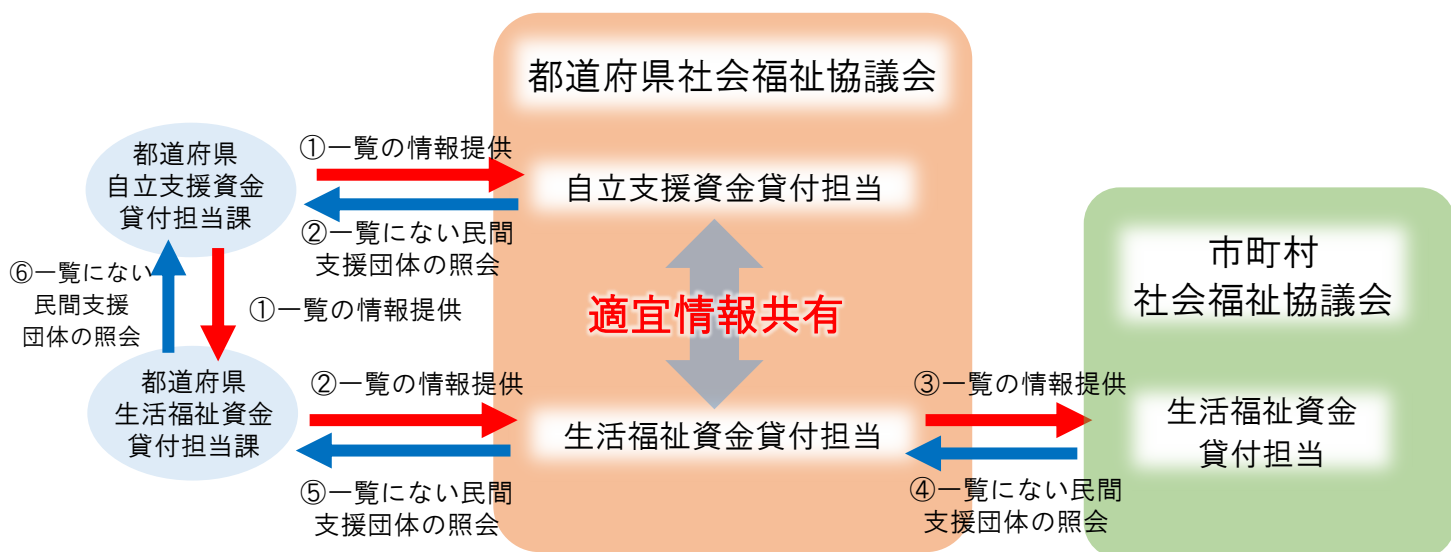 都道府県社会福祉協議会
都道府県
自立支援資金
貸付担当課
①一覧の情報提供
②一覧にない民間
支援団体の照会
自立支援資金貸付担当
⑥一覧にない
民間支援
団体の照会
①一覧の情報提供
適宜情報共有
市町村
社会福祉協議会
都道府県
生活福祉資金
貸付担当課
②一覧の情報提供
⑤一覧にない民間
支援団体の照会
生活福祉資金貸付担当
③一覧の情報提供
④一覧にない民間
支援団体の照会
生活福祉資金
貸付担当